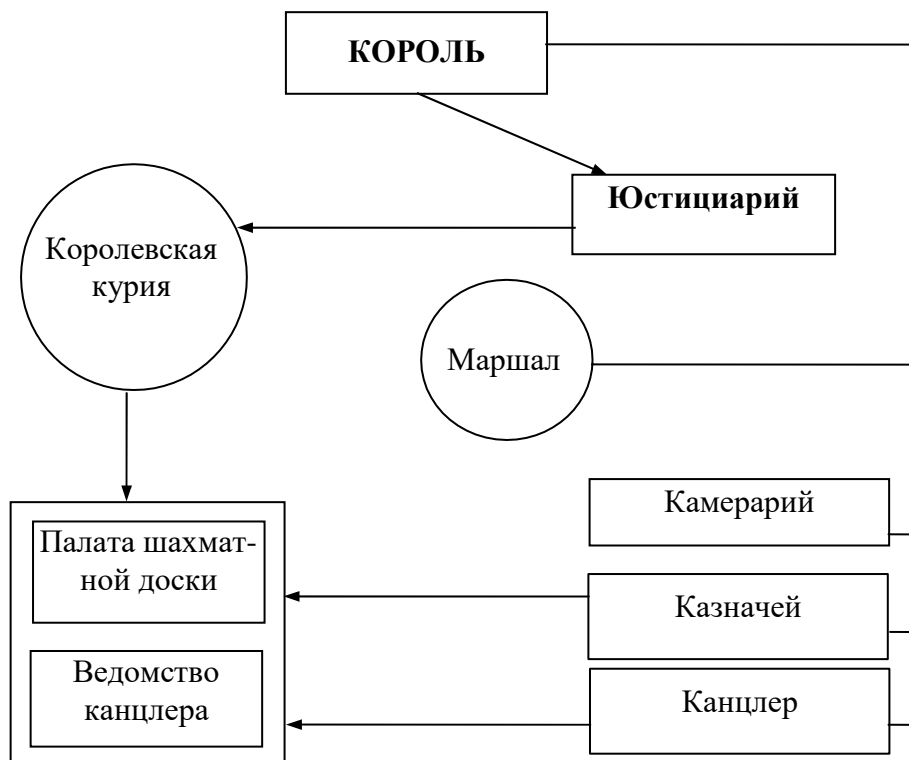 КОРОЛЬ
Юстициарий
Королевская
курия
Маршал
Камерарий
Палата шахмат-
ной доски
Казначей
Ведомство
канцлера
Канцлер